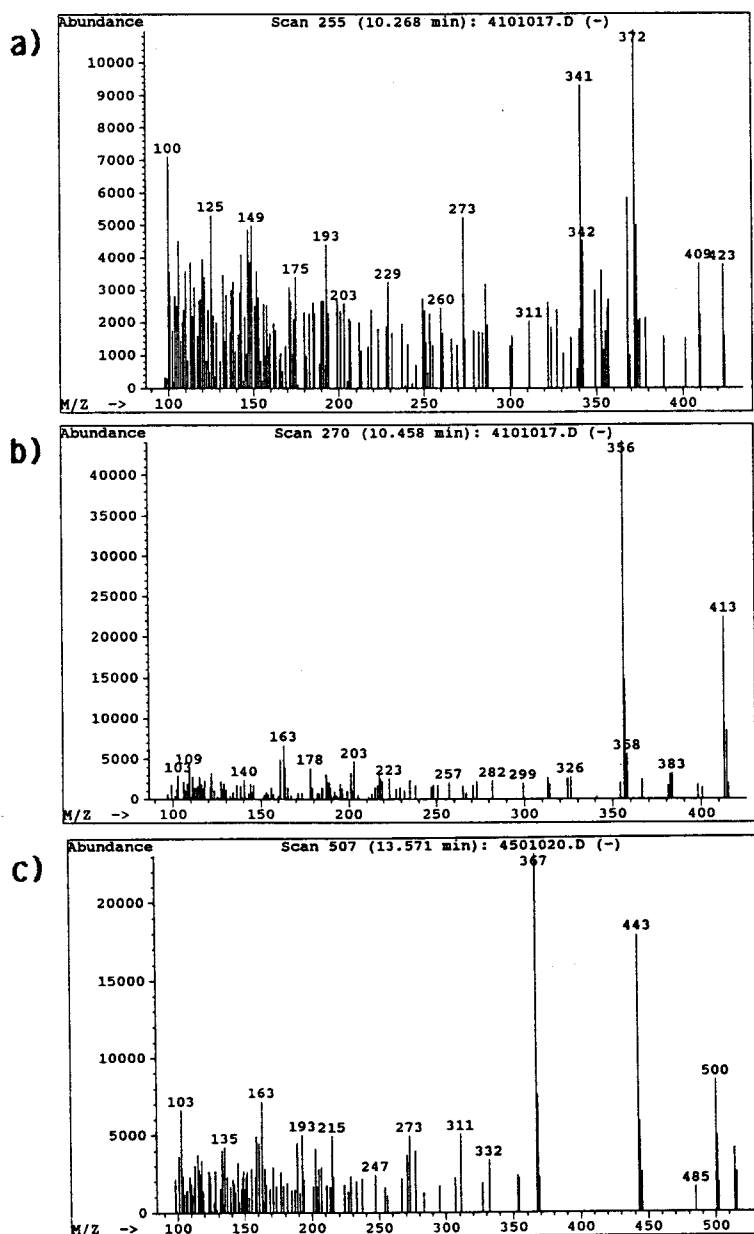 a)
Abundance Scan 255 (10.268 min): 4101017.D (-)
372
10000
341
9000
8000
100
7000
6000
125 149 273
5000
193 342
4000 409 423
175 229
3000
203 260
311
2000
1000
0
M/Z -> 100 150 200 250 300 350 400
b)
Abundance Scan 270 (10.458 min): 4101017.D (-)
356
40000
35000
30000
25000
413
20000
15000
10000
163
358
5000 109 203
103 178 383
140 223 257 282 299 326
0
M/Z -> 100 150 200 250 300 350 400
c)
Abundance Scan 507 (13.571 min): 4501020.D (-)
367
20000
443
15000
10000
500
103 163
5000 193 215 273 311
135
332
247 485
0
M/Z -> 100 150 200 250 300 350 400 450 500